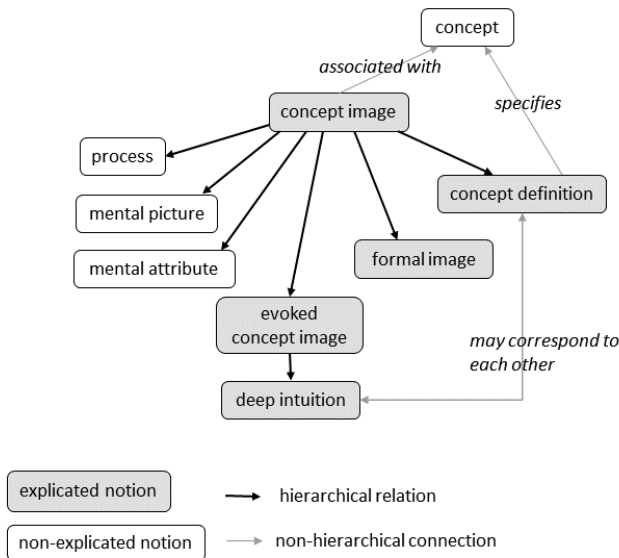 concept
associated with
specifies
concept image
process
concept definition
mental picture
formal image
mental attribute
evoked
concept image
may correspond to
each other
deep intuition
explicated notion
hierarchical relation
non-explicated notion
non-hierarchical connection